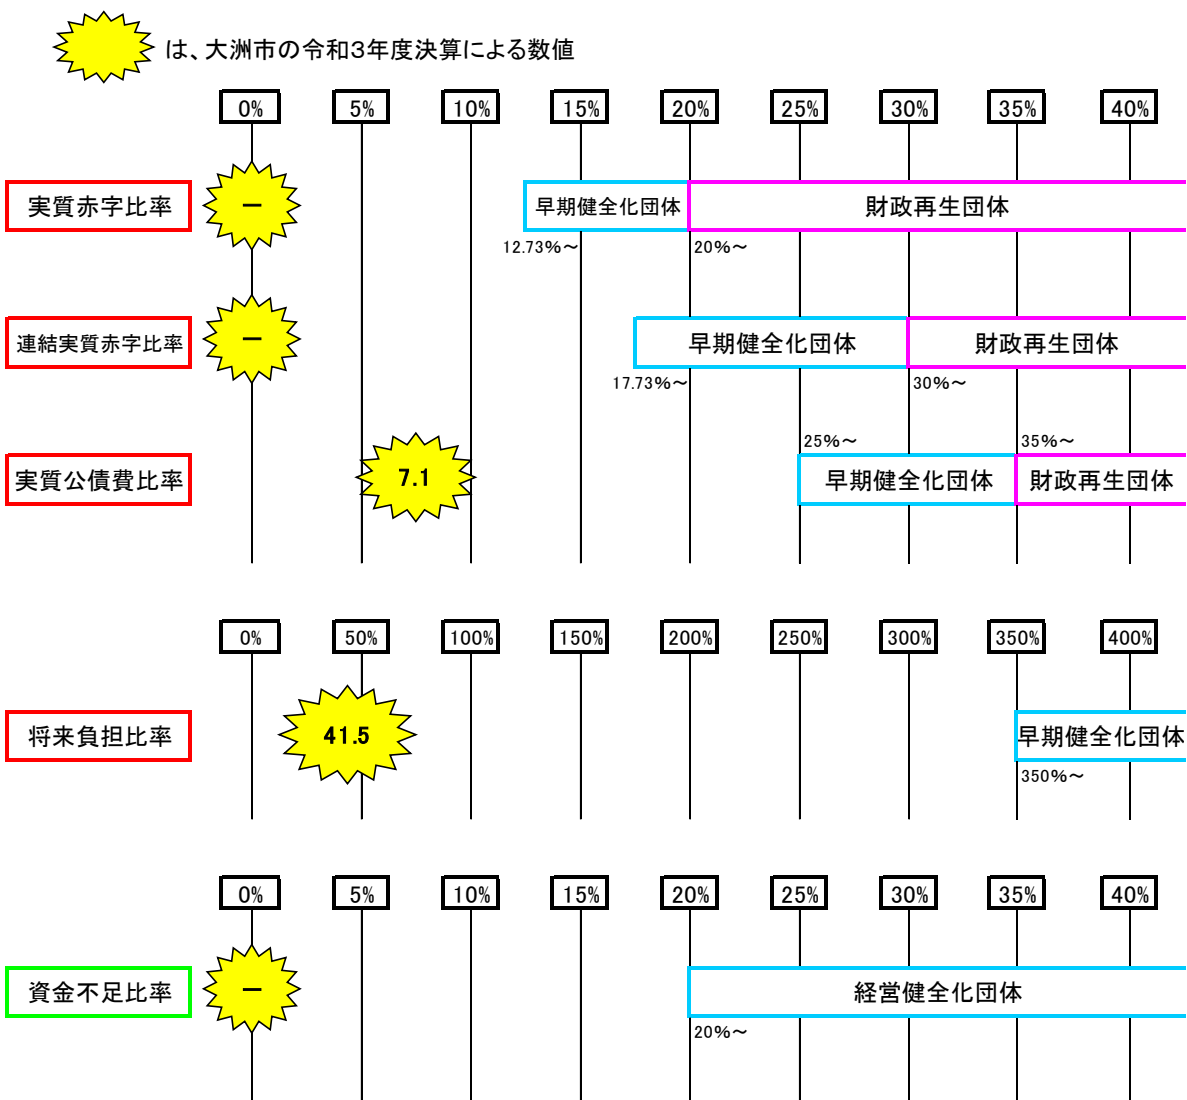 は、大洲市の令和3年度決算による数値
0% 5% 10% 15% 20% 25% 30% 35% 40%
実質赤字比率 － 早期健全化団体 財政再生団体
12.73%～ 20%～
連結実質赤字比率 － 早期健全化団体 財政再生団体
17.73%～ 30%～
25%～ 35%～
実質公債費比率 7.1 早期健全化団体 財政再生団体
0% 50% 100% 150% 200% 250% 300% 350% 400%
将来負担比率 41.5 早期健全化団体
350%～
0% 5% 10% 15% 20% 25% 30% 35% 40%
資金不足比率 － 経営健全化団体
20%～